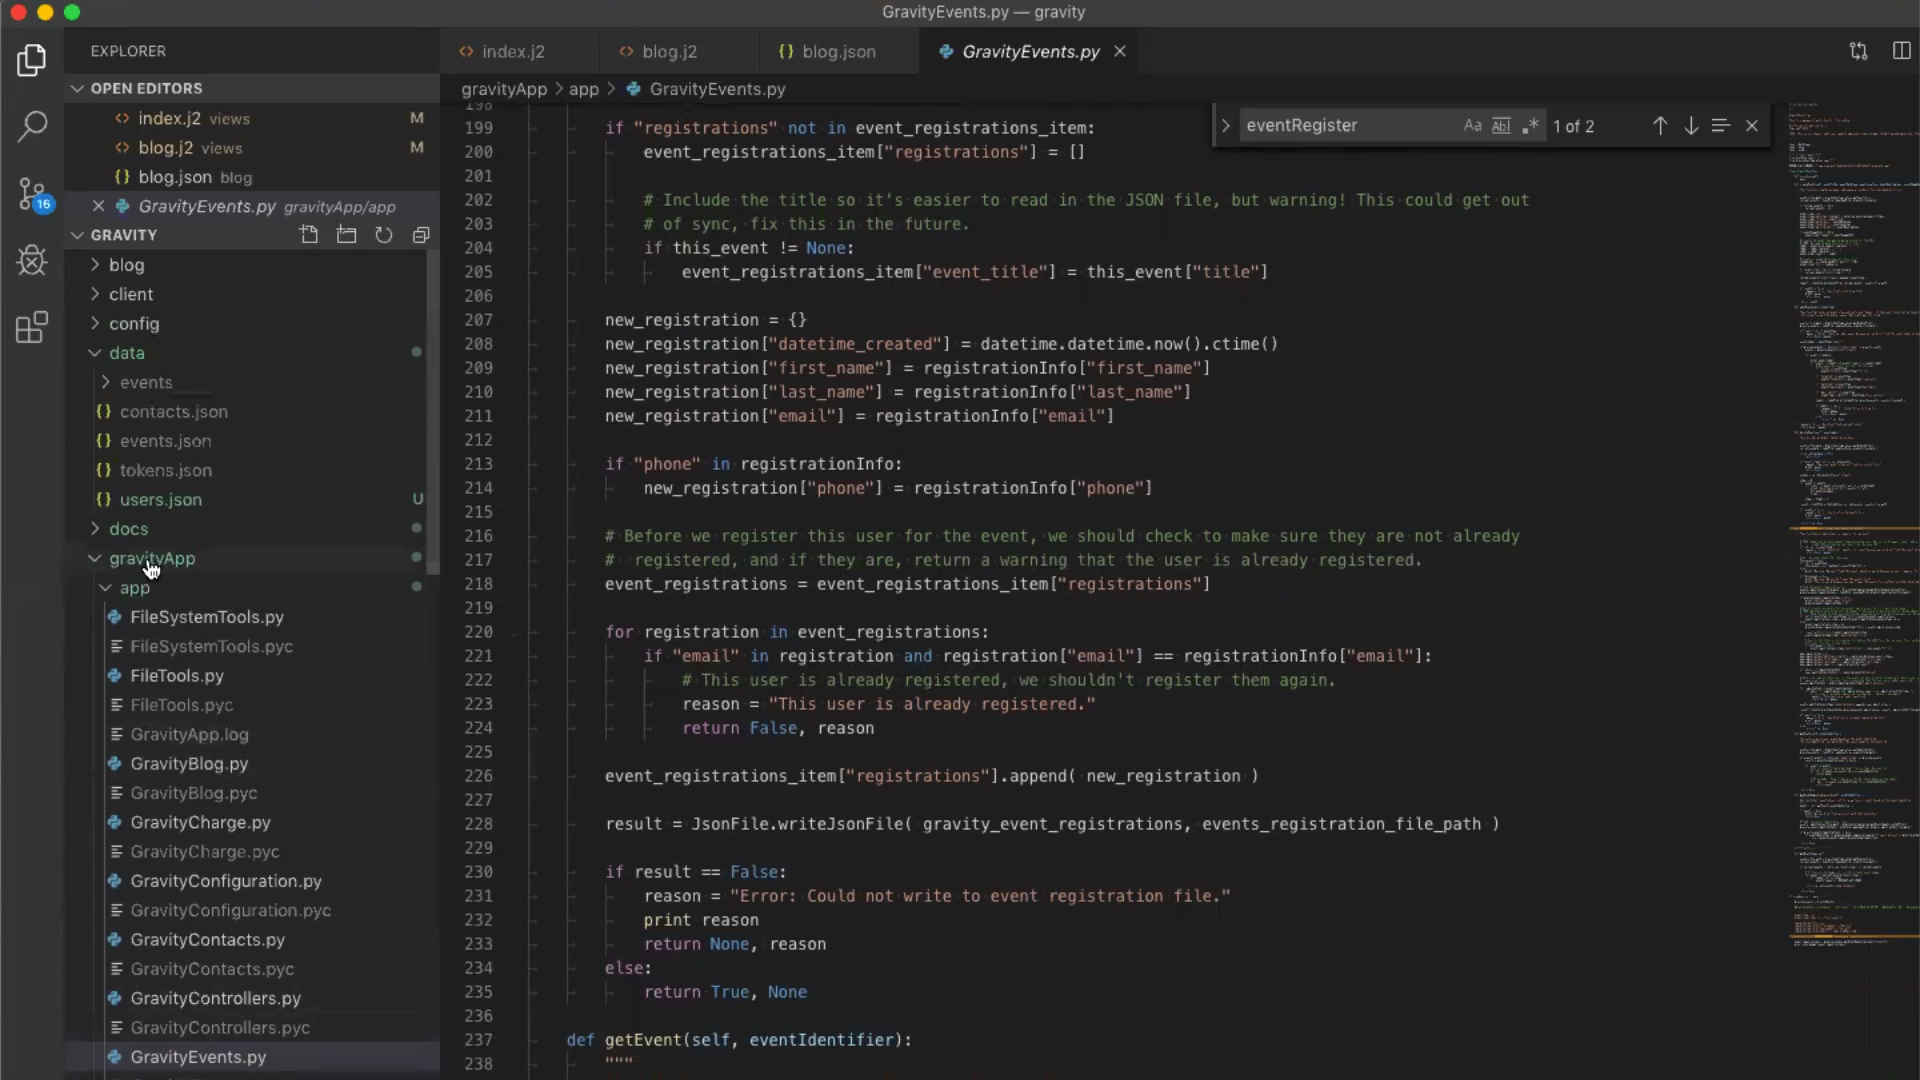 GravityEvents.py — gravity
EXPLORER
OPEN EDITORS
index.j2 views M
blog.j2 views M
blog.json blog
GravityEvents.py gravityApp/app
16
GRAVITY
blog
client
config
data
events
contacts.json
events.json
tokens.json
users.json U
docs
gravityApp
app
FileSystemTools.py
FileSystemTools.pyc
FileTools.py
FileTools.pyc
GravityApp.log
GravityBlog.py
GravityBlog.pyc
GravityCharge.py
GravityCharge.pyc
GravityConfiguration.py
GravityConfiguration.pyc
GravityContacts.py
GravityContacts.pyc
GravityControllers.py
GravityControllers.pyc
GravityEvents.py
index.j2 blog.j2 blog.json GravityEvents.py
gravityApp > app > GravityEvents.py
eventRegister Aa Abl .* 1 of 2
198
199 if "registrations" not in event_registrations_item:
200 event_registrations_item["registrations"] = []
201
202 # Include the title so it's easier to read in the JSON file, but warning! This could get out
203 # of sync, fix this in the future.
204 if this_event != None:
205 event_registrations_item["event_title"] = this_event["title"]
206
207 new_registration = {}
208 new_registration["datetime_created"] = datetime.datetime.now().ctime()
209 new_registration["first_name"] = registrationInfo["first_name"]
210 new_registration["last_name"] = registrationInfo["last_name"]
211 new_registration["email"] = registrationInfo["email"]
212
213 if "phone" in registrationInfo:
214 new_registration["phone"] = registrationInfo["phone"]
215
216 # Before we register this user for the event, we should check to make sure they are not already
217 # registered, and if they are, return a warning that the user is already registered.
218 event_registrations = event_registrations_item["registrations"]
219
220 for registration in event_registrations:
221 if "email" in registration and registration["email"] == registrationInfo["email"]:
222 # This user is already registered, we shouldn't register them again.
223 reason = "This user is already registered."
224 return False, reason
225
226 event_registrations_item["registrations"].append( new_registration )
227
228 result = JsonFile.writeJsonFile( gravity_event_registrations, events_registration_file_path )
229
230 if result == False:
231 reason = "Error: Could not write to event registration file."
232 print reason
233 return None, reason
234 else:
235 return True, None
236
237 def getEvent(self, eventIdentifier):
238 """